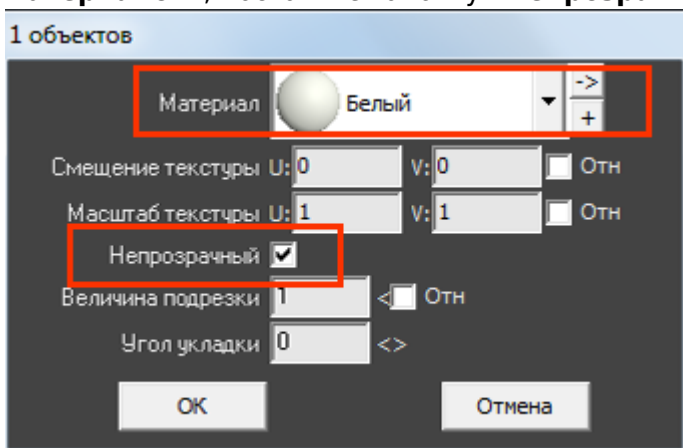 1 объектов
Материал Белый ->
+
Смещение текстуры U: 0 V: 0 Отн
Масштаб текстуры U: 1 V: 1 Отн
Непрозрачный
Величина подрезки 1 < Отн
Угол укладки 0 <>
ОК Отмена